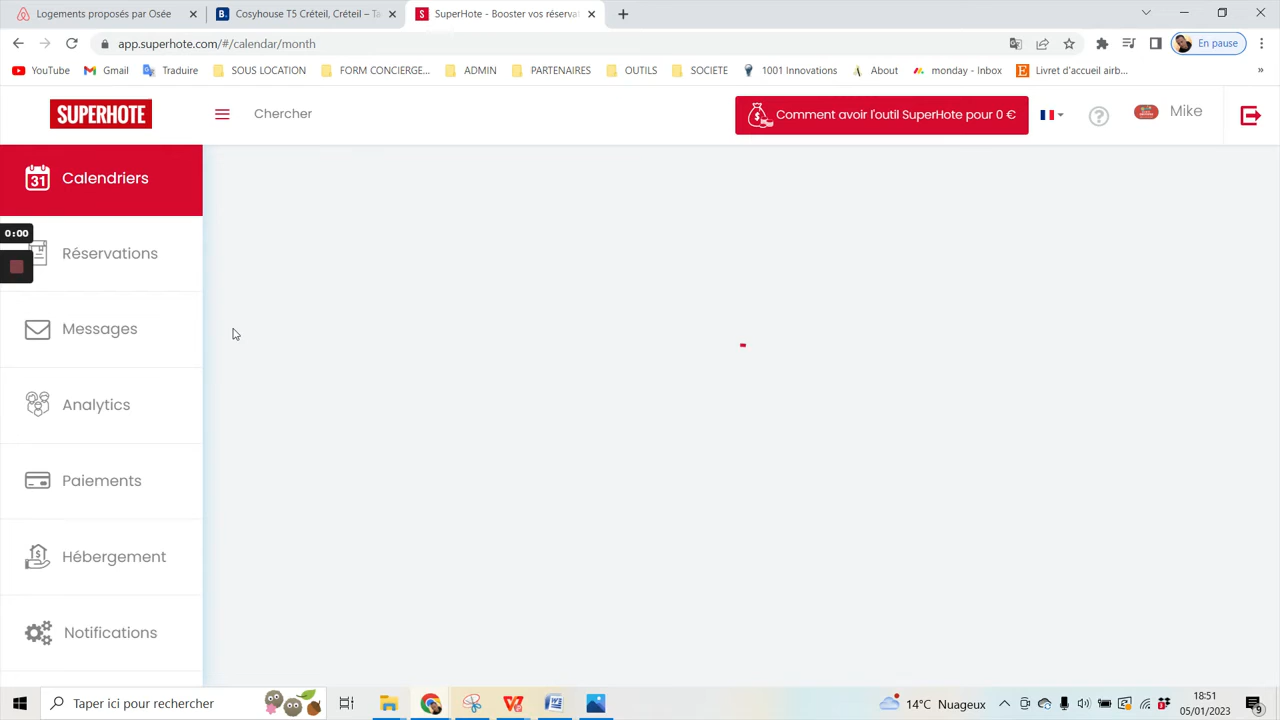 Logements proposés par Osée
Cosyhouse T5 Créteil, Créteil – Ta
SuperHote - Booster vos réserva
app.superhote.com/#/calendar/month
En pause
YouTube
Gmail
Traduire
SOUS LOCATION
FORM CONCIERGE...
ADMIN
PARTENAIRES
OUTILS
SOCIETE
1001 Innovations
About
monday - Inbox
Livret d'accueil airb...
»
SUPERHOTE
Chercher
Comment avoir l'outil SuperHote pour 0 €
Mike
31
Calendriers
0:00
Réservations
Messages
Analytics
Paiements
Hébergement
Notifications
Taper ici pour rechercher
14°C Nuageux
18:51
05/01/2023
9